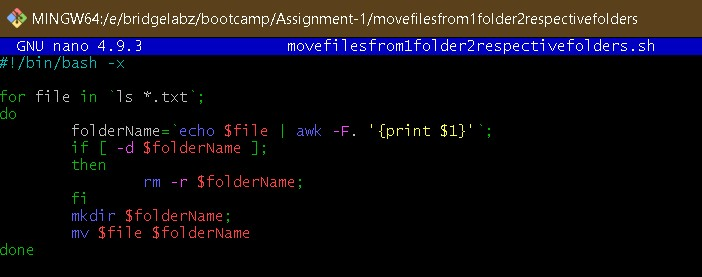 MINGW64:/e/bridgelabz/bootcamp/Assignment-1/movefilesfrom1folder2respectivefolders
GNU nano 4.9.3 movefilesfrom1folder2respectivefolders.sh
#!/bin/bash -x
for file in `ls *.txt`;
do
folderName=`echo $file | awk -F. '{print $1}'`;
if [ -d $folderName ];
then
rm -r $folderName;
fi
mkdir $folderName;
mv $file $folderName
done